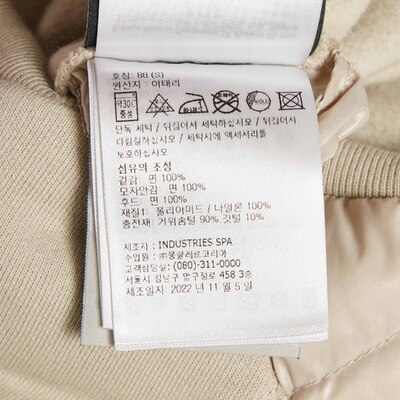 호칭: 88 (S)
원산지: 이태리
약30℃
중성
단독 세탁 / 뒤집어서 세탁하십시오 / 뒤집어서
다림질하십시오 / 세탁시에 액세서리를
보호하십시오
섬유의 조성
겉감: 면 100%
모자안감: 면 100%
후드: 면 100%
재질1: 폴리아미드 / 나일론 100%
충전재: 거위솜털 90%, 깃털 10%
제조자 : INDUSTRIES SPA
수입원 : ㈜몽클레르코리아
고객상담실: (080)-311-0000
서울시 강남구 압구정로 458 3층
제조일자: 2022 년 11 월 5 일